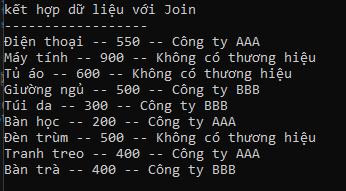 kết hợp dữ liệu với Join
------------------
Điện thoại -- 550 -- Công ty AAA
Máy tính -- 900 -- Không có thương hiệu
Tủ áo -- 600 -- Không có thương hiệu
Giường ngủ -- 500 -- Công ty BBB
Túi da -- 300 -- Công ty BBB
Bàn học -- 200 -- Công ty AAA
Đèn trùm -- 500 -- Không có thương hiệu
Tranh treo -- 400 -- Công ty AAA
Bàn trà -- 400 -- Công ty BBB